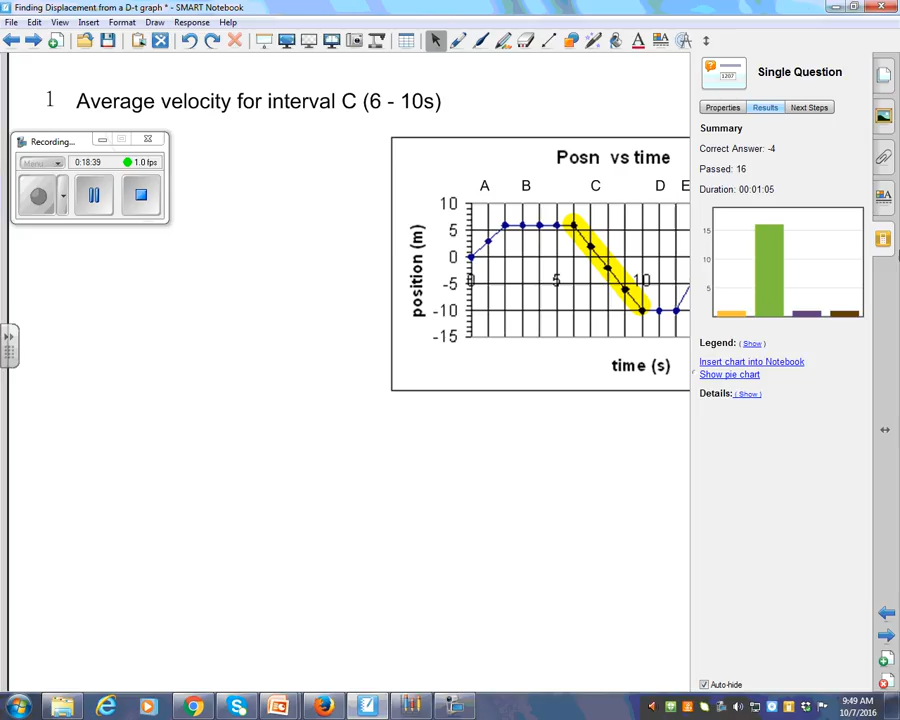 Finding Displacement from a D-t graph * - SMART Notebook
File Edit View Insert Format Draw Tools Response Help
1 Average velocity for interval C (6 - 10s)
Recording...
Menu 0:18:39 1.0 fps
Posn vs time
A B C D E
10
5
0
-5
-10
-15
0 5 10
position (m)
time (s)
1207
Single Question
Properties Results Next Steps
Summary
Correct Answer: -4
Passed: 16
Duration: 00:01:05
15
10
5
Legend: ( Show )
Insert chart into Notebook
Show pie chart
Details: ( Show )
Auto-hide
9:49 AM
10/7/2016